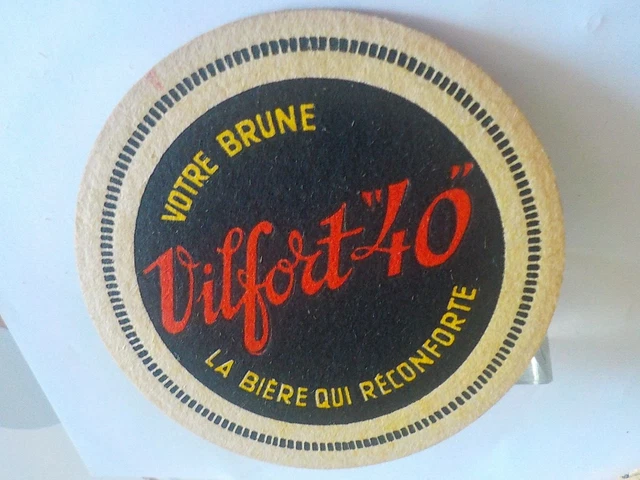 VOTRE BRUNE
Vilfort "40"
LA BIÈRE QUI RÉCONFORTE